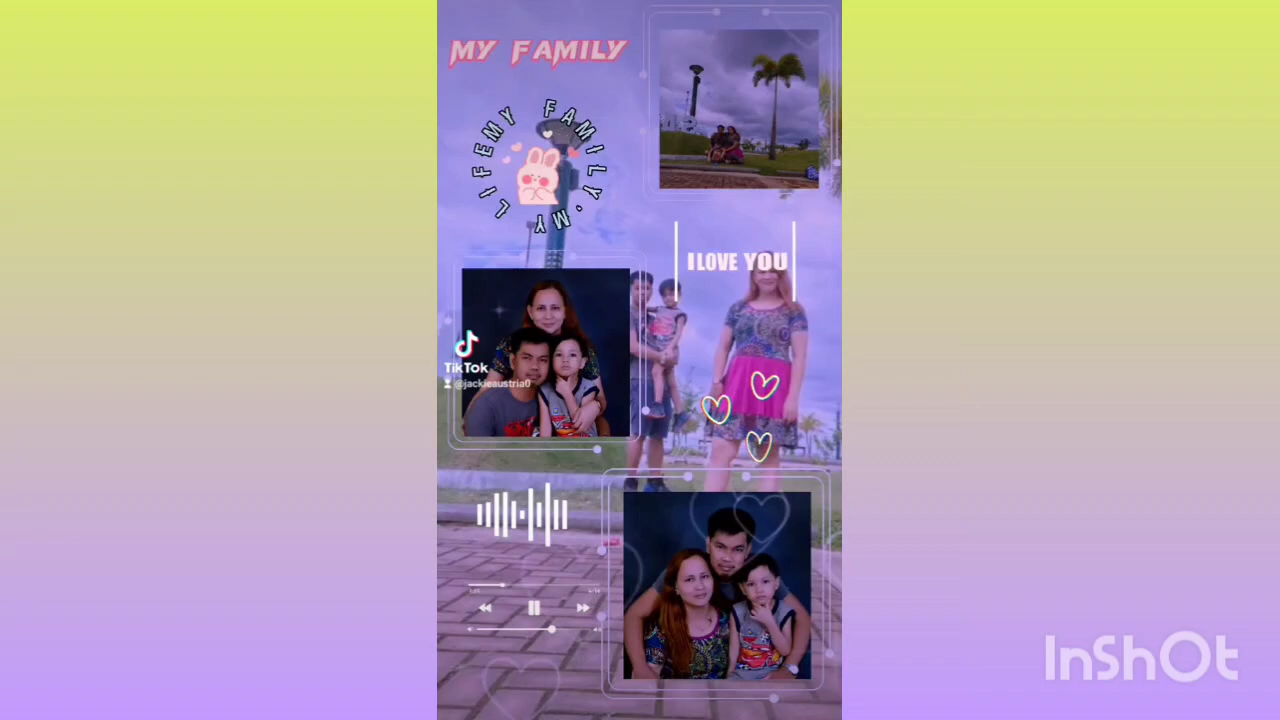 MY FAMILY
MY FAMILY·MY LIFE
I LOVE YOU
TikTok
@jackieaustria0
InShOt